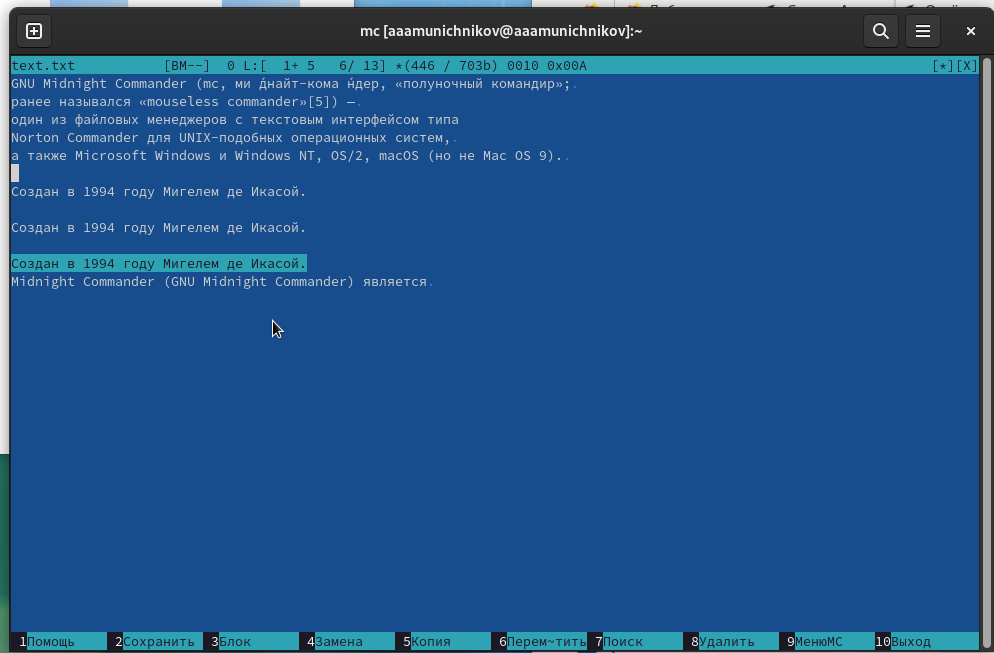 mc [aaamunichnikov@aaamunichnikov]:~
text.txt [BM--] 0 L:[ 1+ 5 6/ 13] *(446 / 703b) 0010 0x00A [*][X]
GNU Midnight Commander (mc, ми ́днайт-кома ́ндер, «полуночный командир»;.
ранее назывался «mouseless commander»[5]) —.
один из файловых менеджеров с текстовым интерфейсом типа
Norton Commander для UNIX-подобных операционных систем,.
а также Microsoft Windows и Windows NT, OS/2, macOS (но не Mac OS 9)..
Создан в 1994 году Мигелем де Икасой.
Создан в 1994 году Мигелем де Икасой.
Создан в 1994 году Мигелем де Икасой.
Midnight Commander (GNU Midnight Commander) является.
1Помощь 2Сохранить 3Блок 4Замена 5Копия 6Перем~тить 7Поиск 8Удалить 9МенюMC 10Выход